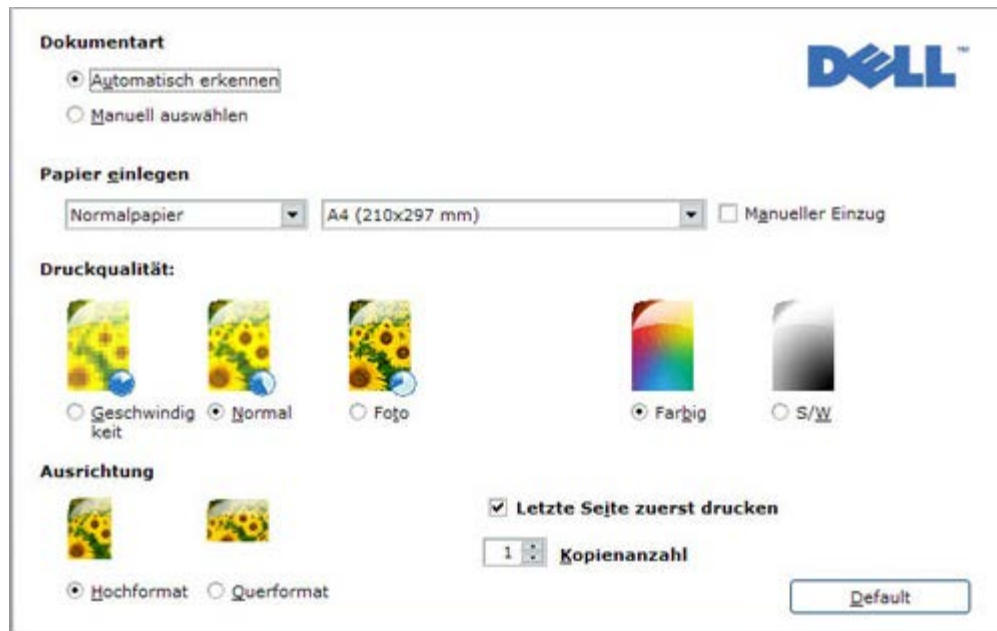 Dokumentart
DELL™
Automatisch erkennen
Manuell auswählen
Papier einlegen
Normalpapier
A4 (210x297 mm)
Manueller Einzug
Druckqualität:
Geschwindig
keit
Normal
Foto
Farbig
S/W
Ausrichtung
Letzte Seite zuerst drucken
1
Kopienanzahl
Hochformat
Querformat
Default